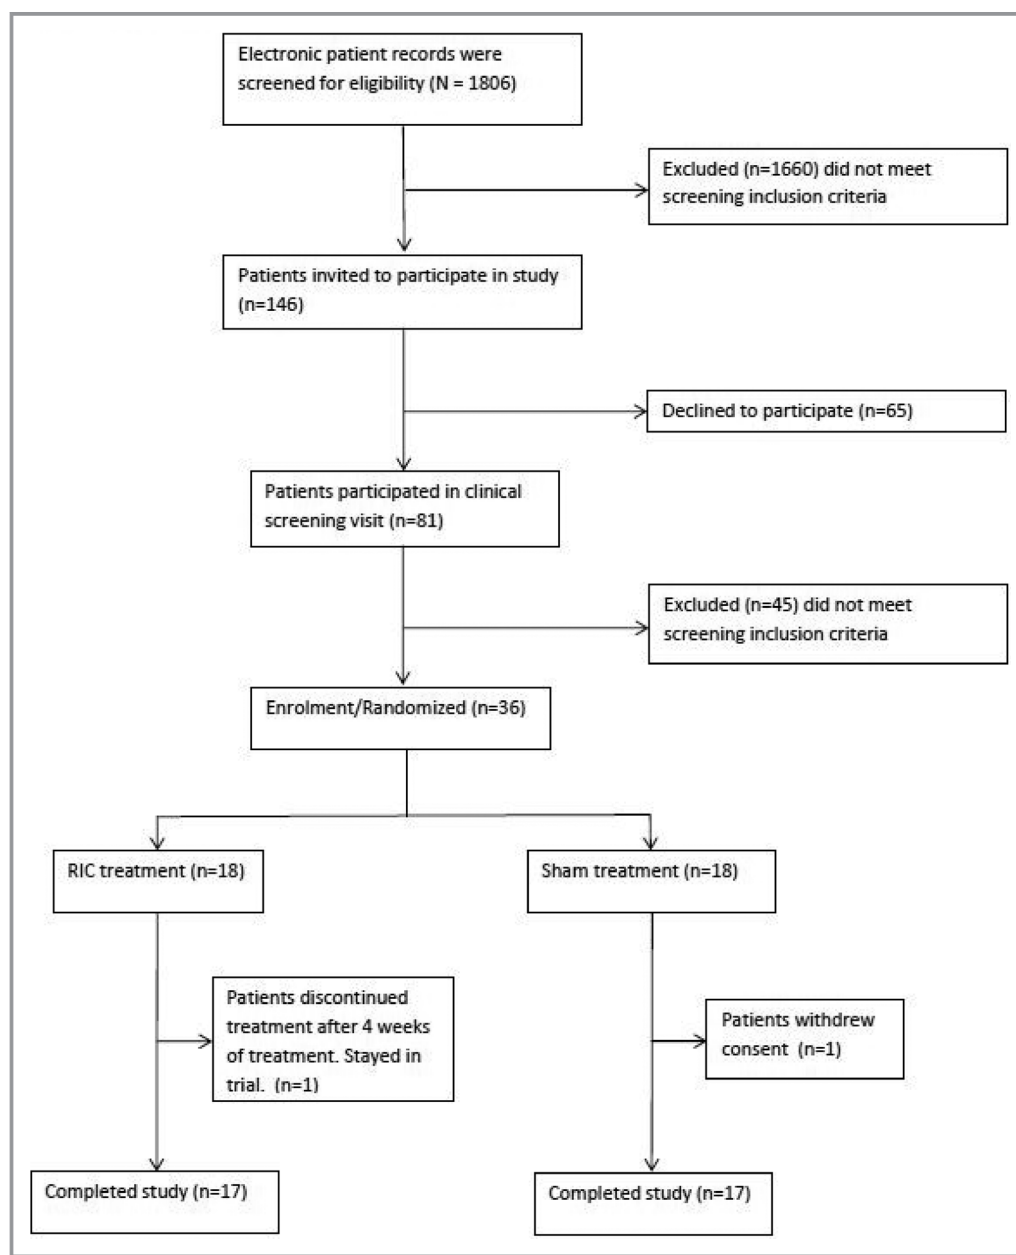 Electronic patient records were
screened for eligibility (N = 1806)
Excluded (n=1660) did not meet
screening inclusion criteria
Patients invited to participate in study
(n=146)
Declined to participate (n=65)
Patients participated in clinical
screening visit (n=81)
Excluded (n=45) did not meet
screening inclusion criteria
Enrolment/Randomized (n=36)
RIC treatment (n=18)
Sham treatment (n=18)
Patients discontinued
treatment after 4 weeks
of treatment. Stayed in
trial. (n=1)
Patients withdrew
consent (n=1)
Completed study (n=17)
Completed study (n=17)